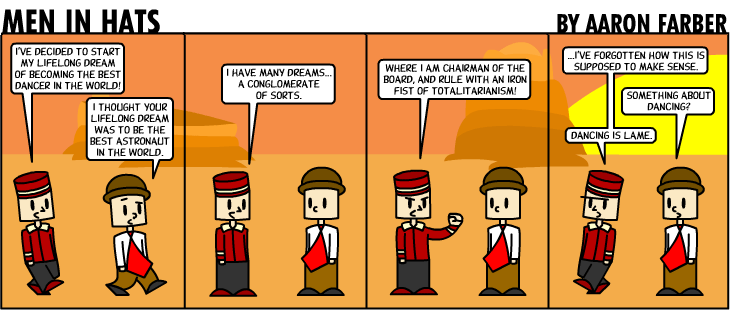 MEN IN HATS
BY AARON FARBER
I'VE DECIDED TO START
MY LIFELONG DREAM
OF BECOMING THE BEST
DANCER IN THE WORLD!
I THOUGHT YOUR
LIFELONG DREAM
WAS TO BE THE
BEST ASTRONAUT
IN THE WORLD.
I HAVE MANY DREAMS...
A CONGLOMERATE
OF SORTS.
WHERE I AM CHAIRMAN OF THE
BOARD, AND RULE WITH AN IRON
FIST OF TOTALITARIANISM!
...I'VE FORGOTTEN HOW THIS IS
SUPPOSED TO MAKE SENSE.
SOMETHING ABOUT
DANCING?
DANCING IS LAME.